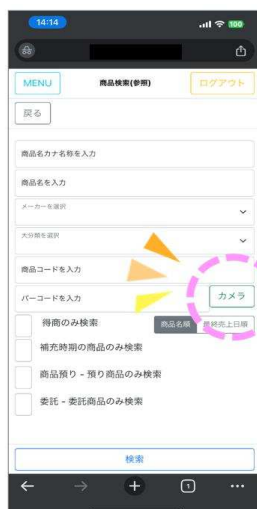 14:14
100
MENU
商品検索(参照)
ログアウト
戻る
商品名カナ名称を入力
商品名を入力
メーカーを選択
大分類を選択
商品コードを入力
バーコードを入力
カメラ
得商のみ検索
商品名順
最終売上日順
補充時期の商品のみ検索
商品預り - 預り商品のみ検索
委託 - 委託商品のみ検索
検索
1